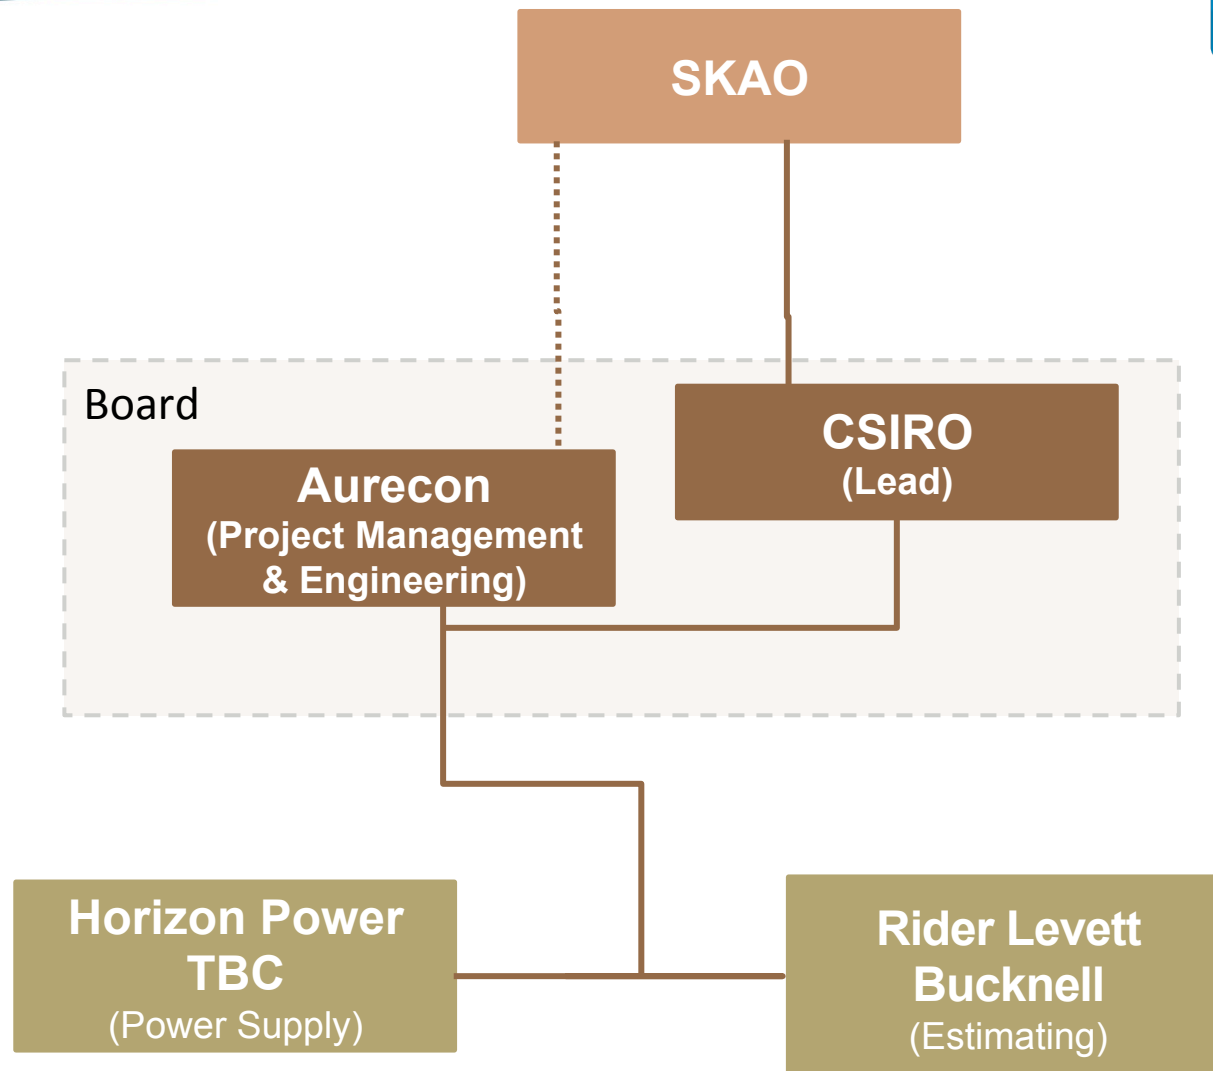 SKAO
Board
CSIRO
(Lead)
Aurecon
(Project Management
& Engineering)
Horizon Power
TBC
(Power Supply)
Rider Levett
Bucknell
(Estimating)